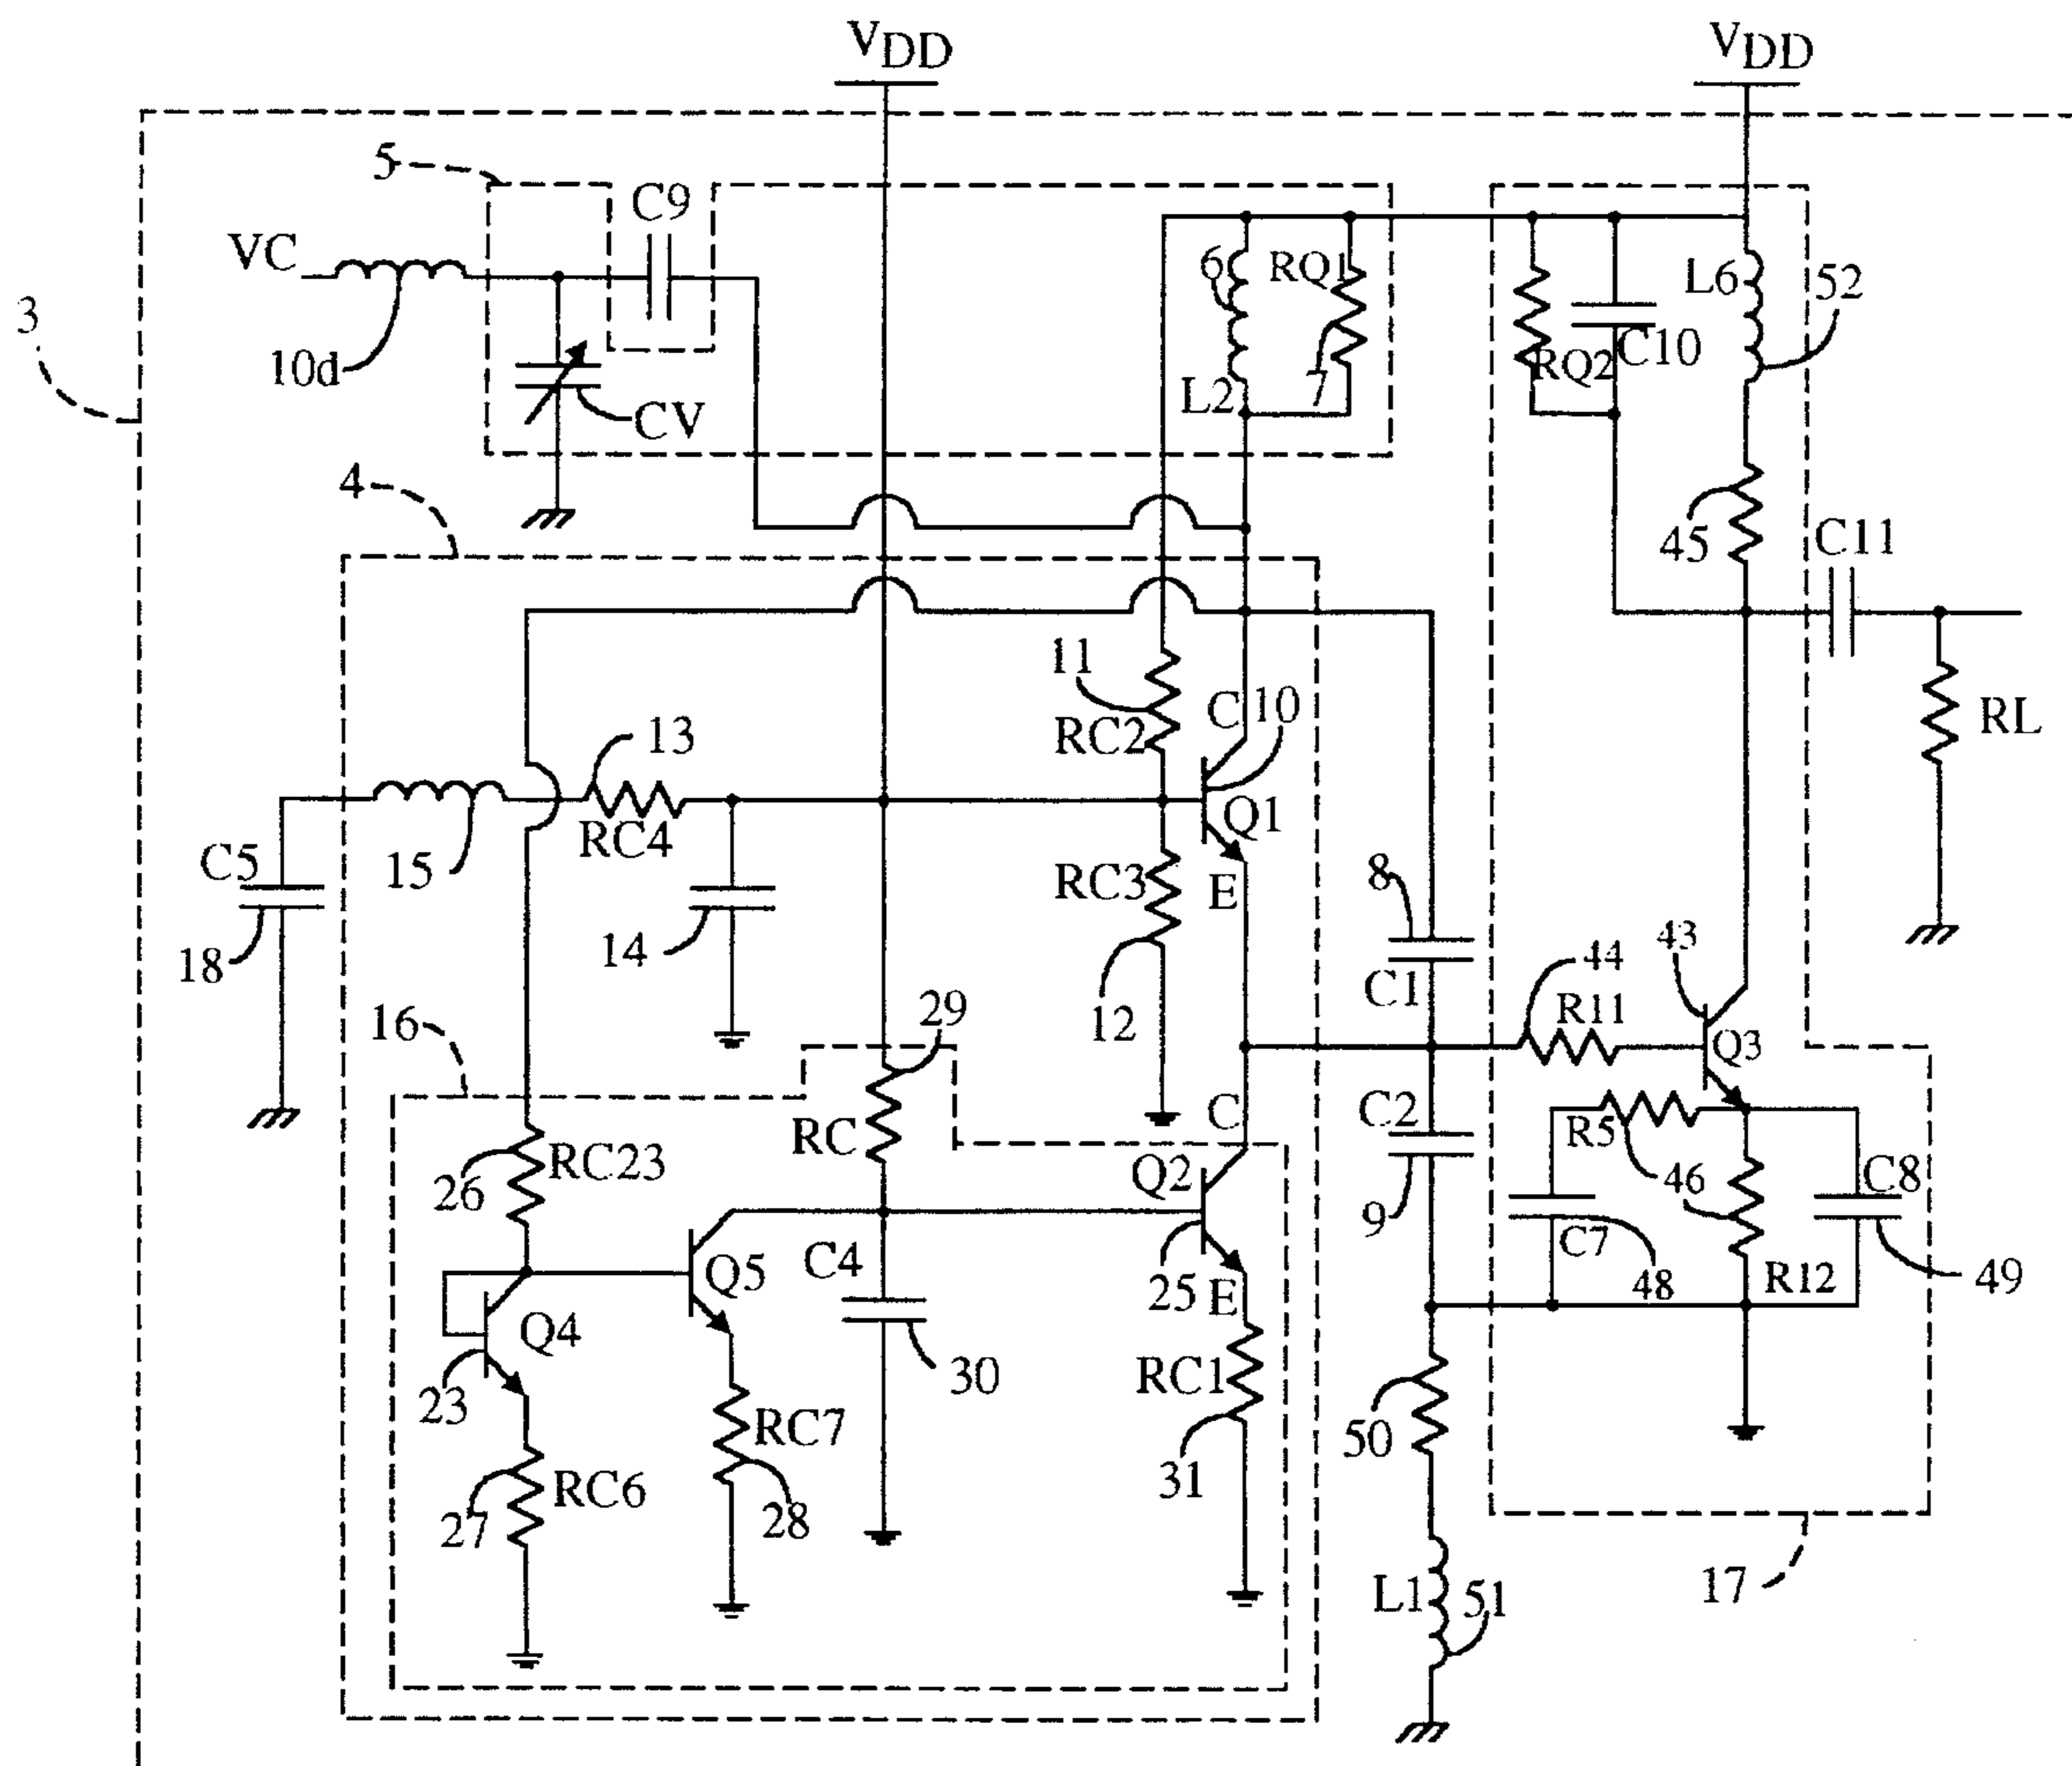 VDD VDD
5
C9
VC
6 RQ1
L6 52
3
10d
RQ2 C10
L2 7
CV
4
45 C11
11
C 10
RC2
13
RL
Q1
RC4
C5 15
RC3 E
8
14
18
43
44
C1 R11
29
12
16
Q3
C2
RC C
R5
RC23 Q2
26
46 C8
9
C4
Q5
C7
25 E
48 R12 49
Q4
30 RC1
23
RC7
50
RC6
31
27 28
L1 51
17